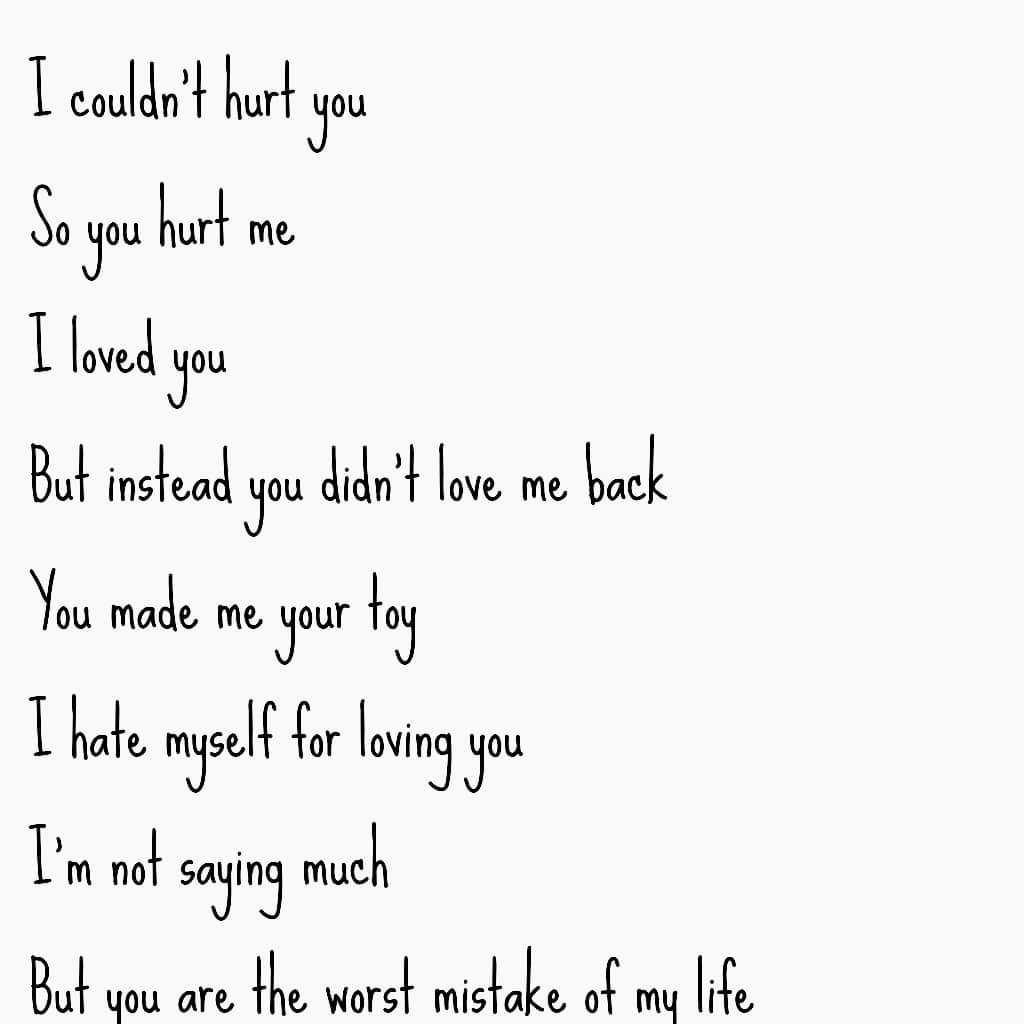 I couldn't hurt you
So you hurt me
I loved you
But instead you didn't love me back
You made me your toy
I hate myself for loving you
I'm not saying much
But you are the worst mistake of my life